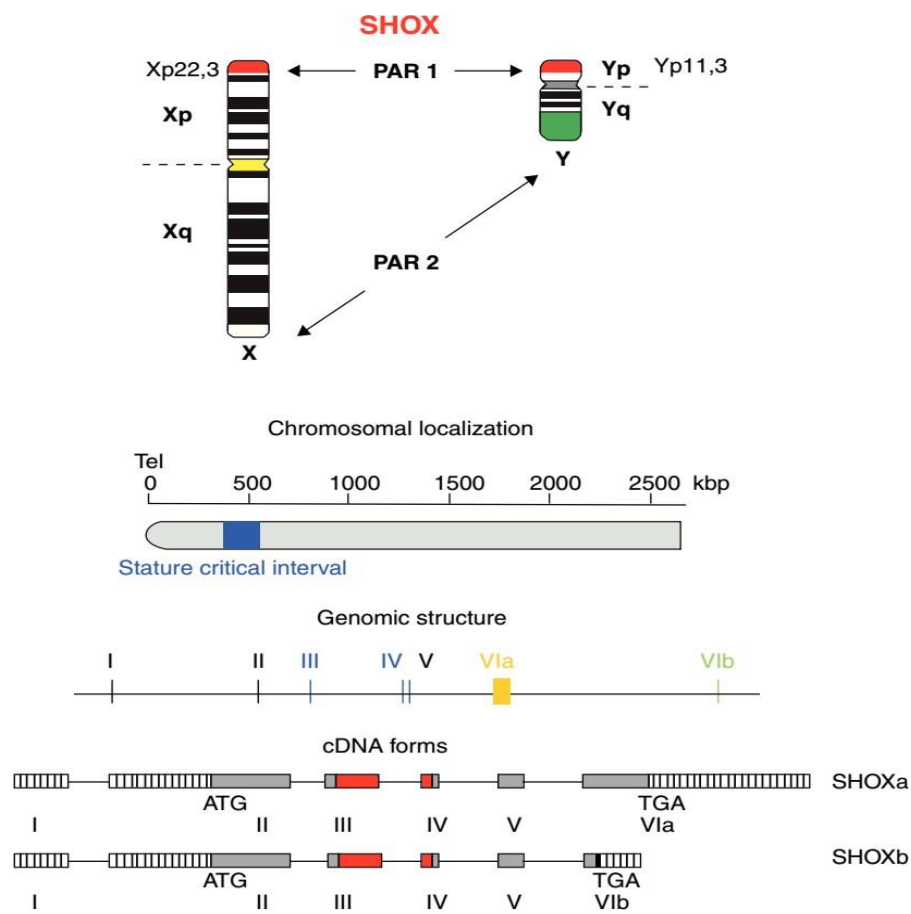 SHOX
Xp22,3 PAR 1 Yp Yp11,3
Xp Yq
Y
Xq
PAR 2
X
Chromosomal localization
Tel
0 500 1000 1500 2000 2500 kbp
Stature critical interval
Genomic structure
I II III IV V VIa VIb
cDNA forms
SHOXa
ATG TGA
I II III IV V VIa
SHOXb
ATG TGA
I II III IV V VIb